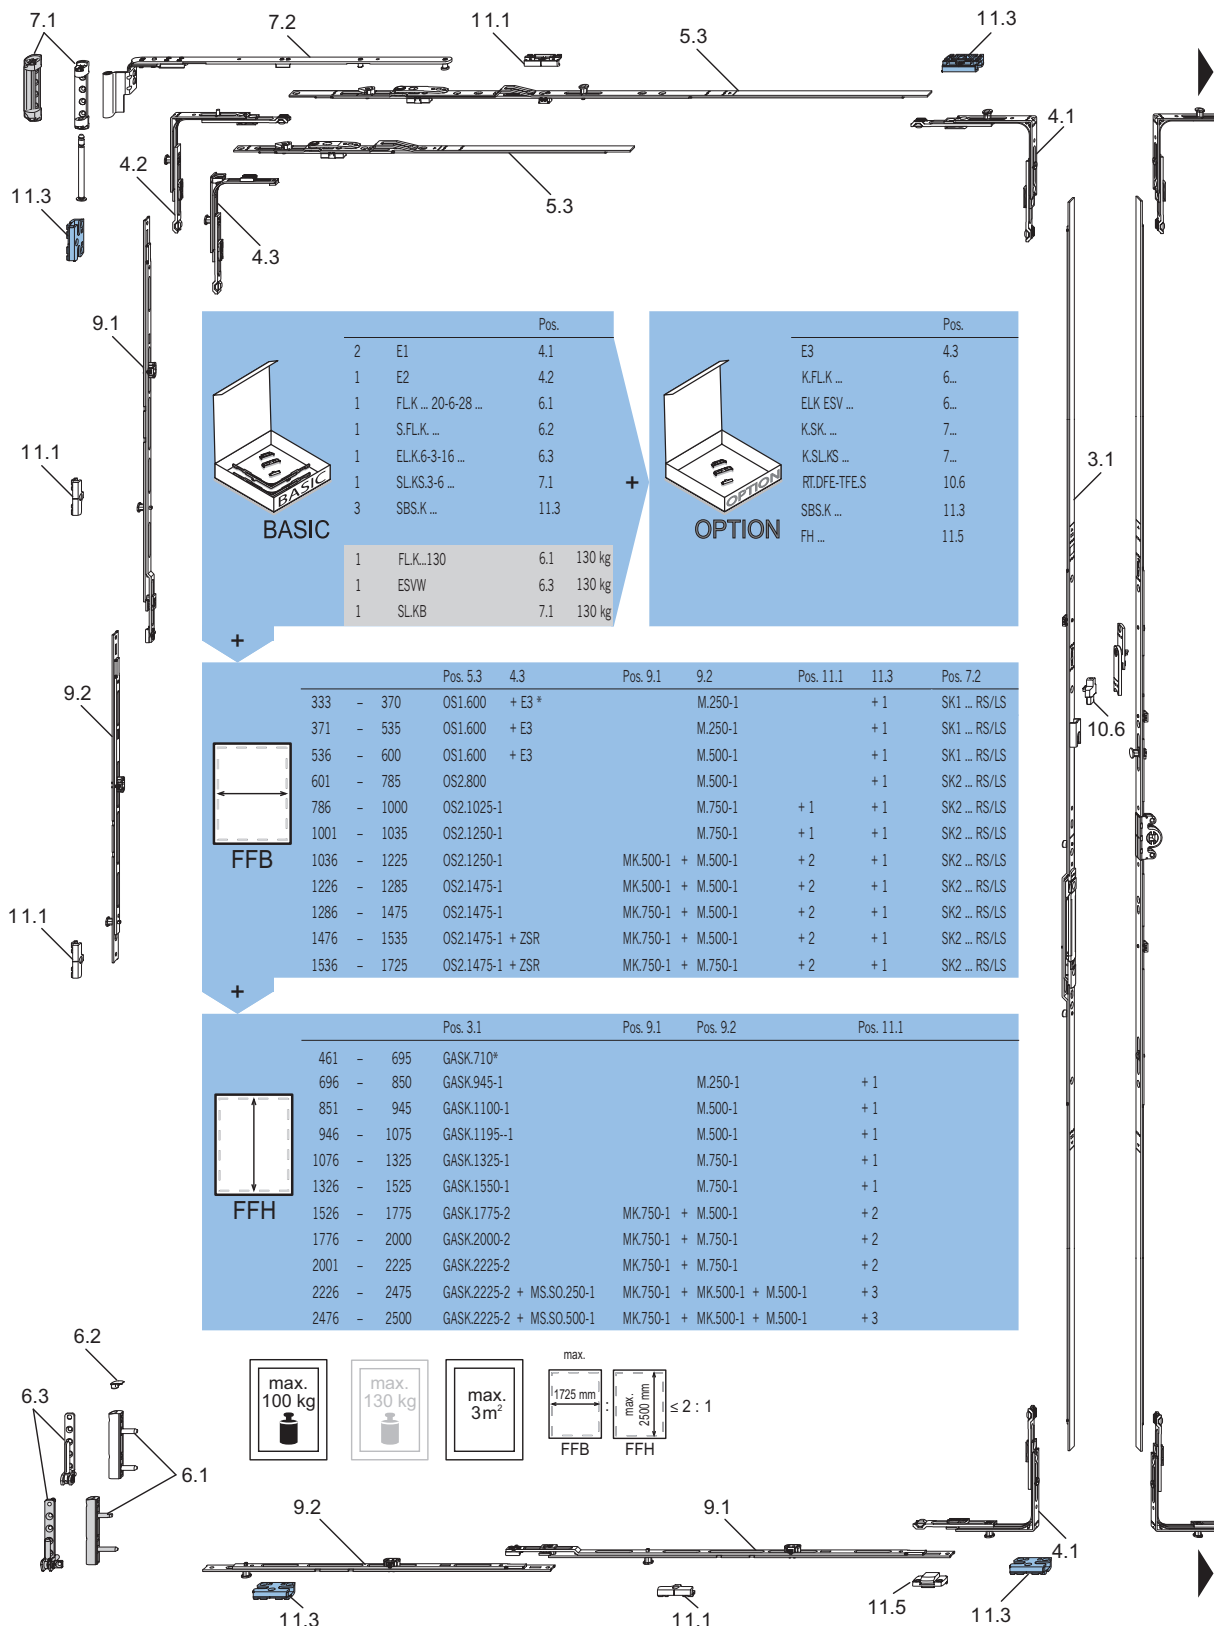 7.1
7.2
11.1
5.3
11.3
4.1
4.2
5.3
11.3
4.3
9.1
11.1
3.1
9.2
10.6
11.1
Pos.
2 E1 4.1
1 E2 4.2
1 FL.K ... 20-6-28 ... 6.1
1 S.FL.K. ... 6.2
1 EL.K.6-3-16 ... 6.3
1 SL.KS.3-6 ... 7.1
3 SBS.K ... 11.3
BASIC
BASIC
1 FL.K...130 6.1 130 kg
1 ESVW 6.3 130 kg
1 SL.KB 7.1 130 kg
+
Pos.
E3 4.3
K.FL.K ... 6...
ELK ESV ... 6...
K.SK. ... 7...
K.SL.KS ... 7...
RT.DFE-TFE.S 10.6
SBS.K ... 11.3
FH ... 11.5
OPTION
OPTION
+
Pos. 5.3 4.3 Pos. 9.1 9.2 Pos. 11.1 11.3 Pos. 7.2
333 – 370 OS1.600 + E3 * M.250-1 + 1 SK1 ... RS/LS
371 – 535 OS1.600 + E3 M.250-1 + 1 SK1 ... RS/LS
536 – 600 OS1.600 + E3 M.500-1 + 1 SK1 ... RS/LS
601 – 785 OS2.800 M.500-1 + 1 SK2 ... RS/LS
786 – 1000 OS2.1025-1 M.750-1 + 1 + 1 SK2 ... RS/LS
1001 – 1035 OS2.1250-1 M.750-1 + 1 + 1 SK2 ... RS/LS
1036 – 1225 OS2.1250-1 MK.500-1 + M.500-1 + 2 + 1 SK2 ... RS/LS
1226 – 1285 OS2.1475-1 MK.500-1 + M.500-1 + 2 + 1 SK2 ... RS/LS
1286 – 1475 OS2.1475-1 MK.750-1 + M.500-1 + 2 + 1 SK2 ... RS/LS
1476 – 1535 OS2.1475-1 + ZSR MK.750-1 + M.500-1 + 2 + 1 SK2 ... RS/LS
1536 – 1725 OS2.1475-1 + ZSR MK.750-1 + M.750-1 + 2 + 1 SK2 ... RS/LS
FFB
+
Pos. 3.1 Pos. 9.1 Pos. 9.2 Pos. 11.1
461 – 695 GASK.710*
696 – 850 GASK.945-1 M.250-1 + 1
851 – 945 GASK.1100-1 M.500-1 + 1
946 – 1075 GASK.1195--1 M.500-1 + 1
1076 – 1325 GASK.1325-1 M.750-1 + 1
1326 – 1525 GASK.1550-1 M.750-1 + 1
1526 – 1775 GASK.1775-2 MK.750-1 + M.500-1 + 2
1776 – 2000 GASK.2000-2 MK.750-1 + M.750-1 + 2
2001 – 2225 GASK.2225-2 MK.750-1 + M.750-1 + 2
2226 – 2475 GASK.2225-2 + MS.SO.250-1 MK.750-1 + MK.500-1 + M.500-1 + 3
2476 – 2500 GASK.2225-2 + MS.SO.500-1 MK.750-1 + MK.500-1 + M.500-1 + 3
FFH
max.
100 kg
max.
130 kg
max.
3m²
max.
1725 mm
FFB
:
max.
2500 mm
FFH
≤ 2 : 1
6.2
6.3
6.1
9.2
9.1
4.1
11.3
11.1
11.5
11.3